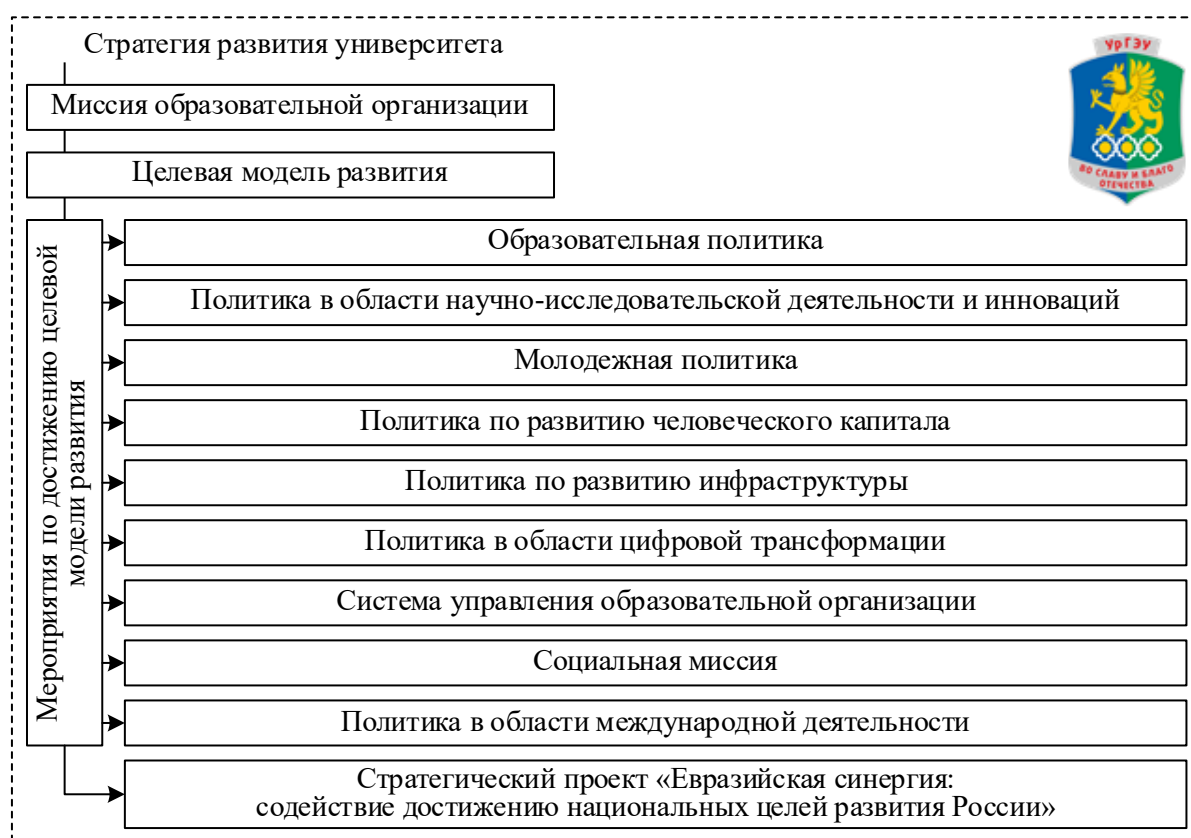 Стратегия развития университета
УрГЭУ
Миссия образовательной организации
Целевая модель развития
ВО СЛАВУ И БЛАГО
ОТЕЧЕСТВА
Мероприятия по достижению целевой
модели развития
Образовательная политика
Политика в области научно-исследовательской деятельности и инноваций
Молодежная политика
Политика по развитию человеческого капитала
Политика по развитию инфраструктуры
Политика в области цифровой трансформации
Система управления образовательной организации
Социальная миссия
Политика в области международной деятельности
Стратегический проект «Евразийская синергия:
содействие достижению национальных целей развития России»